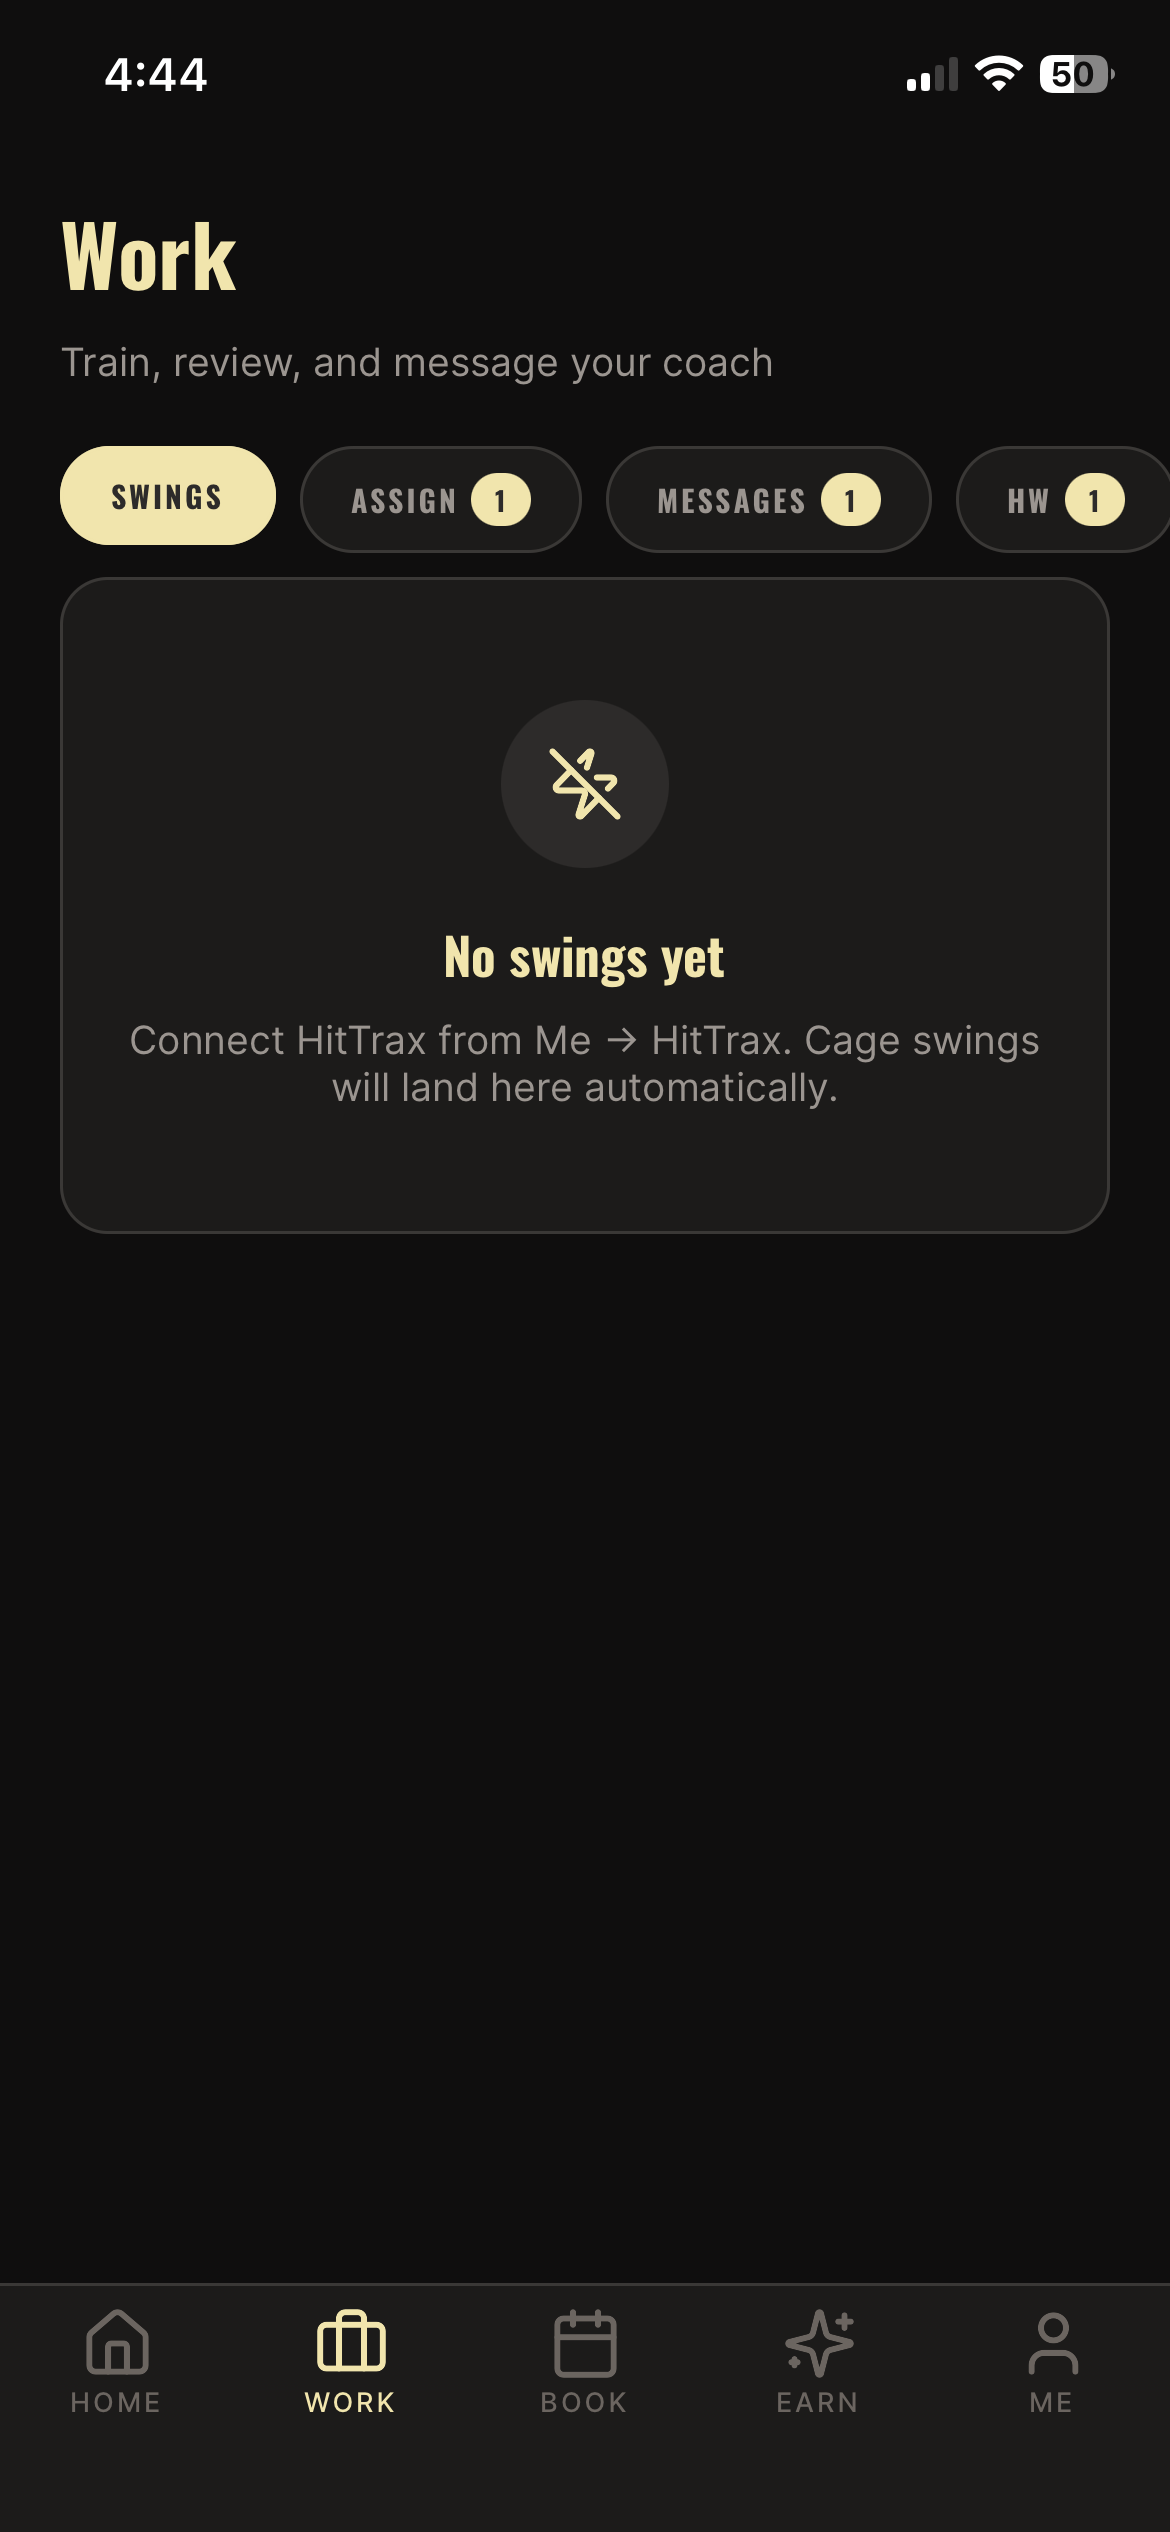 4:44
50
Work
Train, review, and message your coach
SWINGS
ASSIGN 1
MESSAGES 1
HW 1
No swings yet
Connect HitTrax from Me → HitTrax. Cage swings
will land here automatically.
HOME
WORK
BOOK
EARN
ME